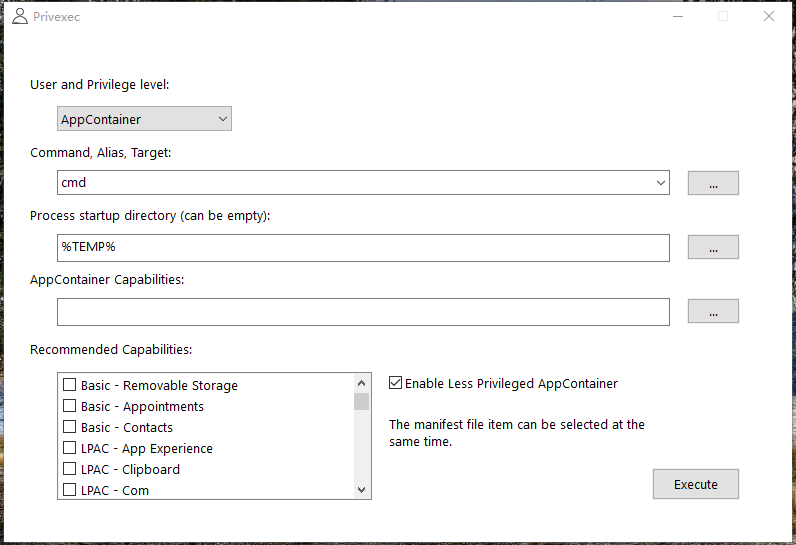 Privexec
User and Privilege level:
AppContainer
Command, Alias, Target:
cmd
...
Process startup directory (can be empty):
%TEMP%
...
AppContainer Capabilities:
...
Recommended Capabilities:
Basic - Removable Storage
Basic - Appointments
Basic - Contacts
LPAC - App Experience
LPAC - Clipboard
LPAC - Com
Enable Less Privileged AppContainer
The manifest file item can be selected at the
same time.
Execute